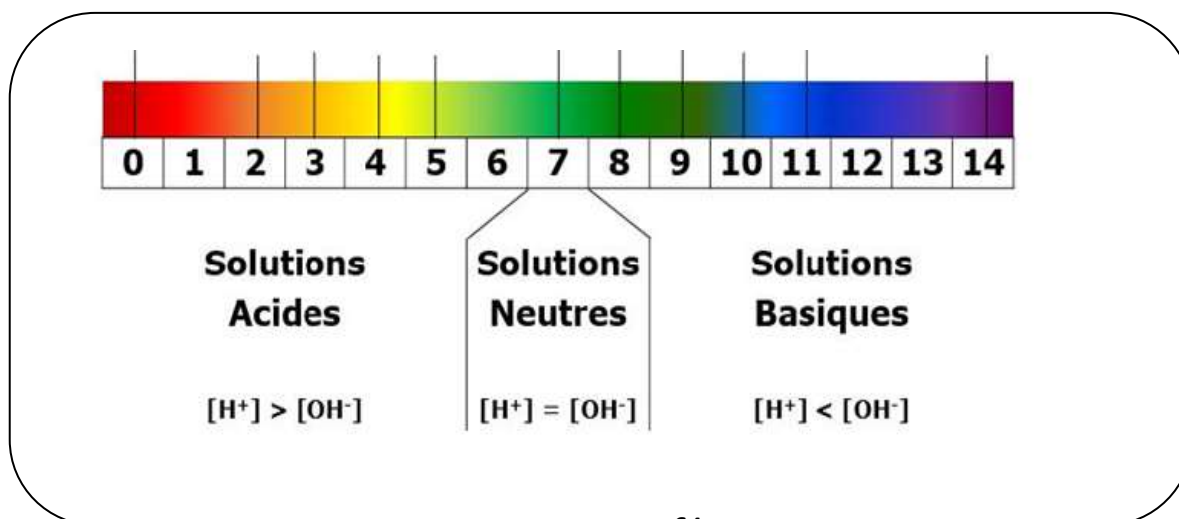 0 1 2 3 4 5 6 7 8 9 10 11 12 13 14
Solutions Solutions Solutions
Acides Neutres Basiques
[H⁺] > [OH⁻] [H⁺] = [OH⁻] [H⁺] < [OH⁻]